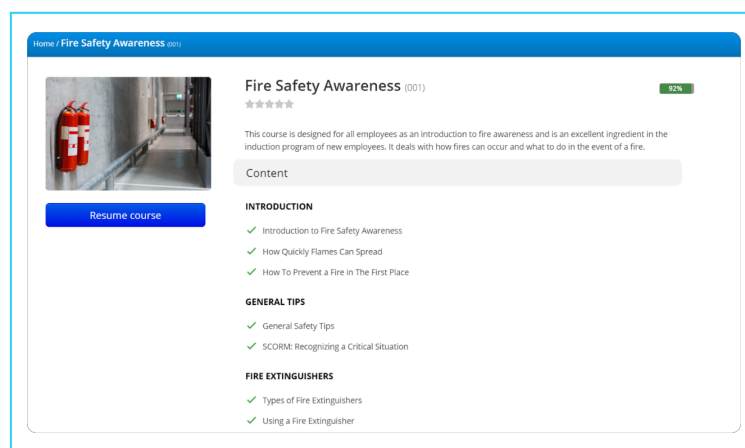 Home / Fire Safety Awareness (001)
Fire Safety Awareness (001)
92%
This course is designed for all employees as an introduction to fire awareness and is an excellent ingredient in the
induction program of new employees. It deals with how fires can occur and what to do in the event of a fire.
Resume course
Content
INTRODUCTION
Introduction to Fire Safety Awareness
How Quickly Flames Can Spread
How To Prevent a Fire in The First Place
GENERAL TIPS
General Safety Tips
SCORM: Recognizing a Critical Situation
FIRE EXTINGUISHERS
Types of Fire Extinguishers
Using a Fire Extinguisher